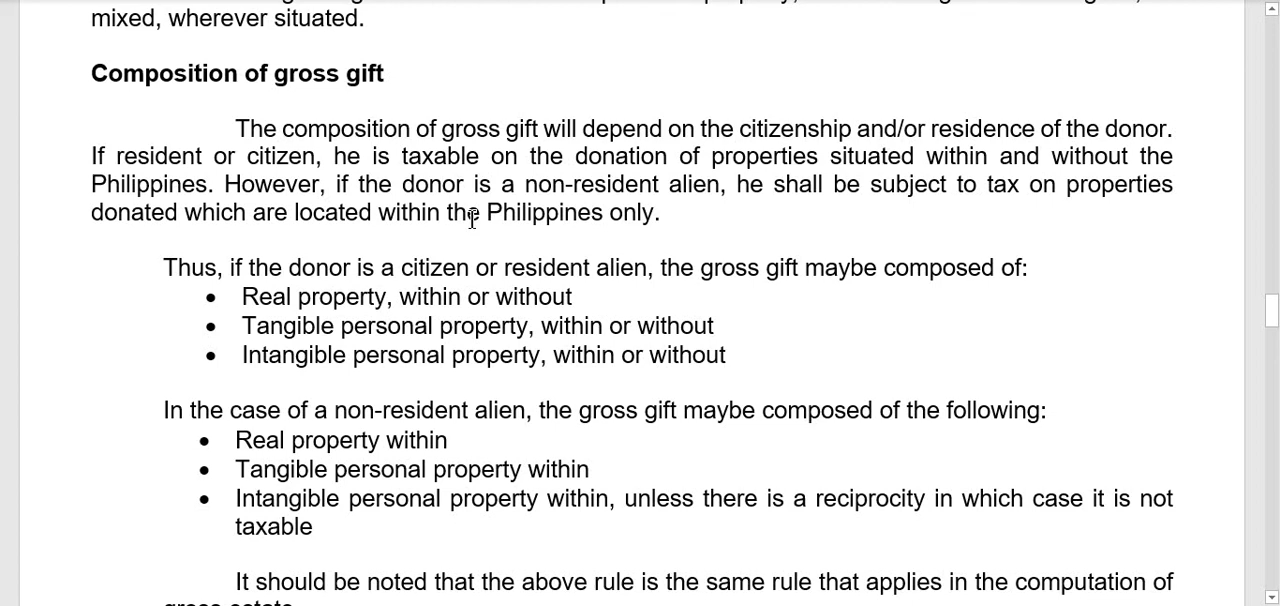 mixed, wherever situated.
Composition of gross gift
The composition of gross gift will depend on the citizenship and/or residence of the donor.
If resident or citizen, he is taxable on the donation of properties situated within and without the
Philippines. However, if the donor is a non-resident alien, he shall be subject to tax on properties
donated which are located within the Philippines only.
Thus, if the donor is a citizen or resident alien, the gross gift maybe composed of:
• Real property, within or without
• Tangible personal property, within or without
• Intangible personal property, within or without
In the case of a non-resident alien, the gross gift maybe composed of the following:
• Real property within
• Tangible personal property within
• Intangible personal property within, unless there is a reciprocity in which case it is not
taxable
It should be noted that the above rule is the same rule that applies in the computation of
gross estate